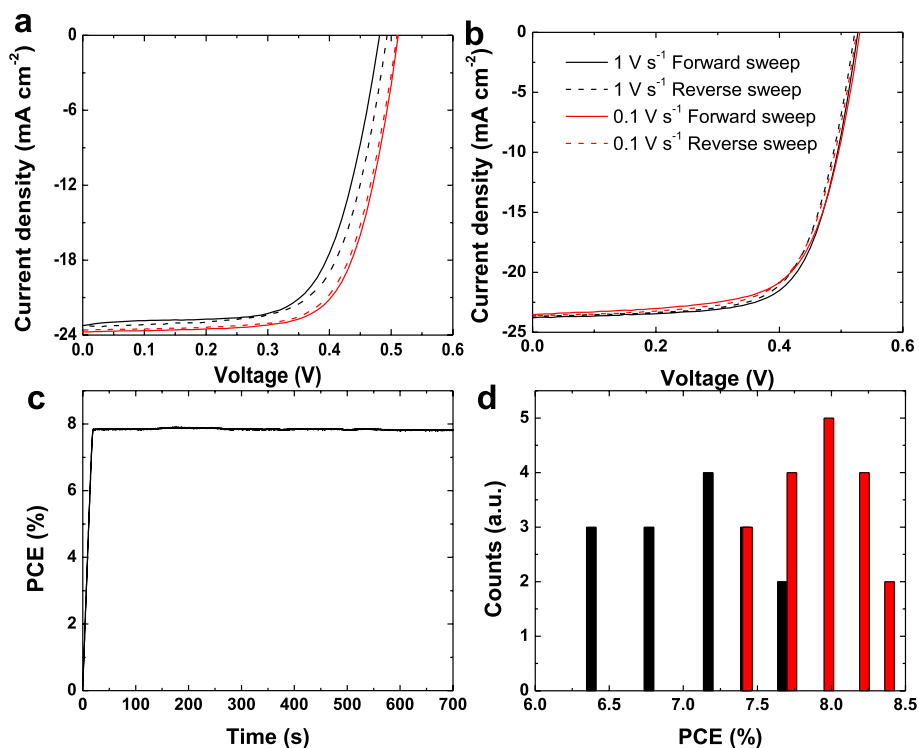 a
0
-6
-12
-18
-24
Current density (mA cm⁻²)
0.0 0.1 0.2 0.3 0.4 0.5 0.6
Voltage (V)
b
1 V s⁻¹ Forward sweep
1 V s⁻¹ Reverse sweep
0.1 V s⁻¹ Forward sweep
0.1 V s⁻¹ Reverse sweep
0
-5
-10
-15
-20
-25
Current density (mA cm⁻²)
0.0 0.2 0.4 0.6
Voltage (V)
c
10
8
6
4
2
0
PCE (%)
0 100 200 300 400 500 600 700
Time (s)
d
5
4
3
2
1
0
Counts (a.u.)
6.0 6.5 7.0 7.5 8.0 8.5
PCE (%)